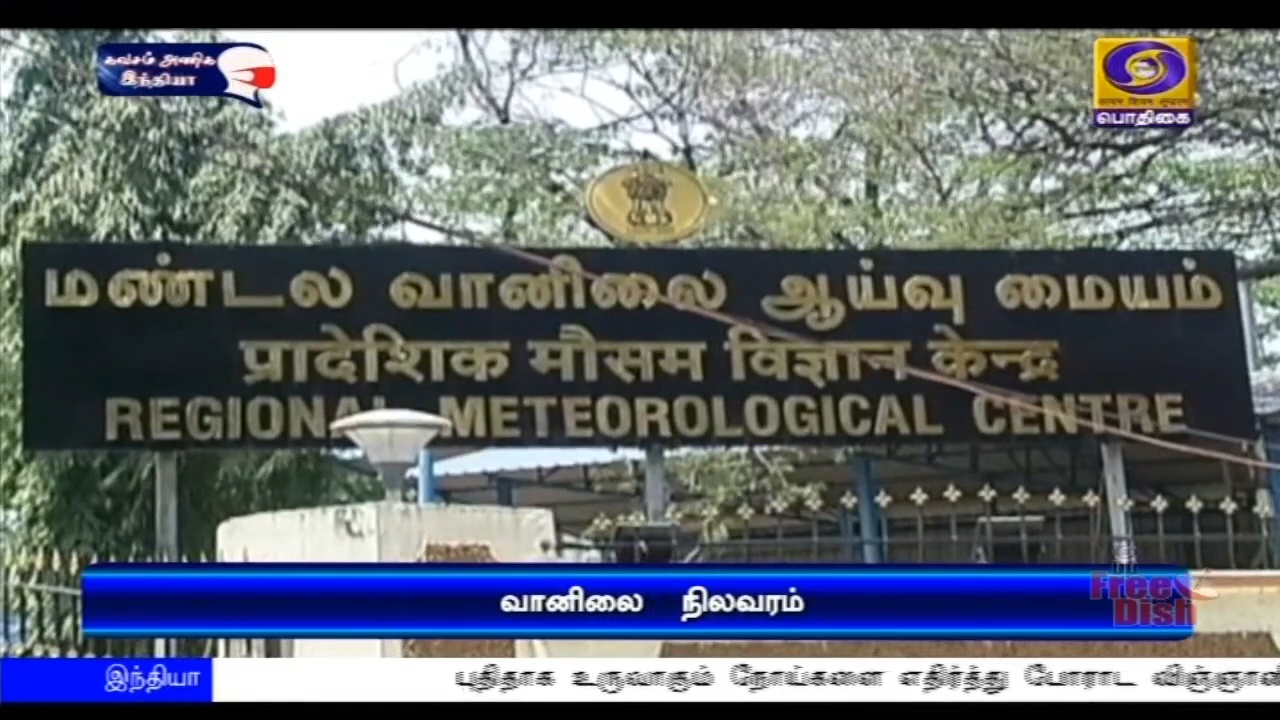 கவசம் அணிக
இந்தியா
பொதிகை
மண்டல வானிலை ஆய்வு மையம்
प्रादेशिक मौसम विज्ञान केन्द्र
REGIONAL METEOROLOGICAL CENTRE
வானிலை நிலவரம்
Free
Dish
இந்தியா
புதிதாக உருவாகும் நோய்களை எதிர்த்து போராட